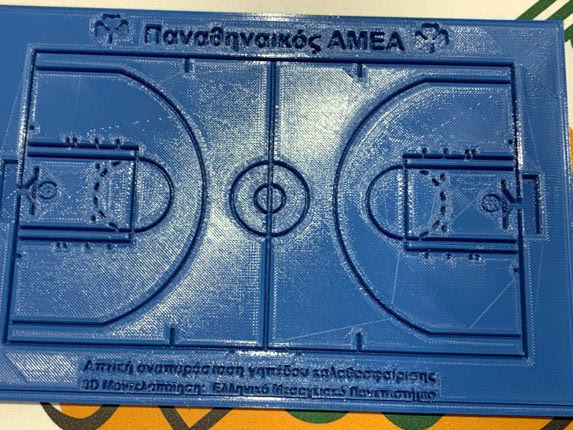 Παναθηναικός ΑΜΕΑ
Απτική αναπαράσταση γηπέδου καλαθοσφαίρισης
3D Μοντελοποίηση: Ελληνικό Μεσογειακό Πανεπιστήμιο